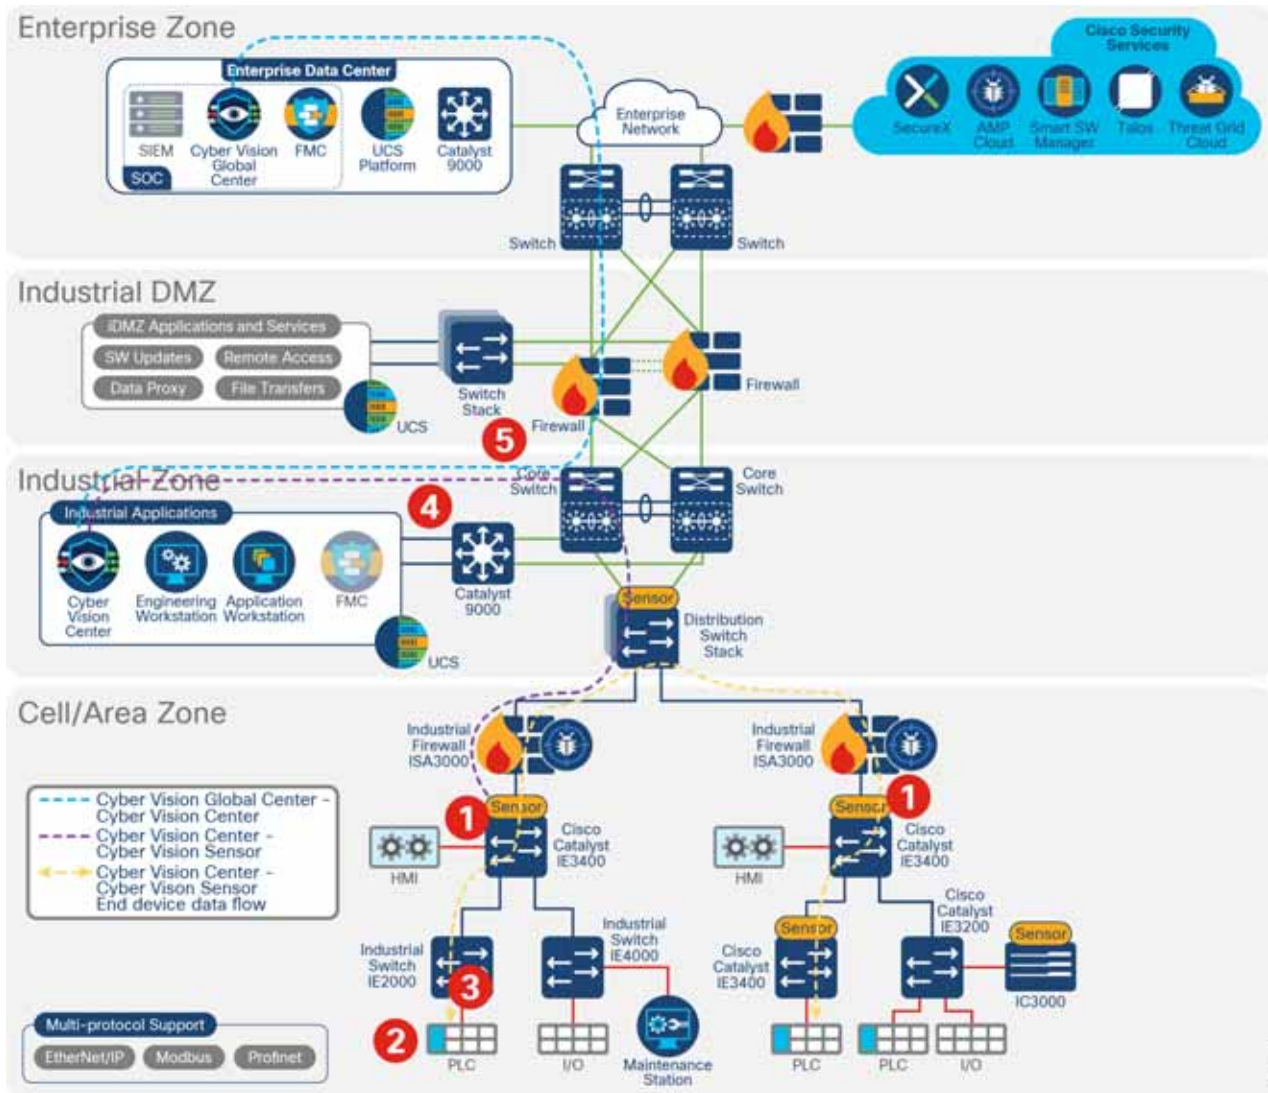 Enterprise Zone
Cisco Security
Services
Enterprise Data Center
Enterprise
Network
SecureX
AMP
Cloud
Smart SW
Manager
Talos
Threat Grid
Cloud
SIEM
Cyber Vision
Global
Center
FMC
UCS
Platform
Catalyst
9000
SOC
Switch
Switch
Industrial DMZ
iDMZ Applications and Services
SW Updates
Remote Access
Data Proxy
File Transfers
UCS
Switch
Stack
Firewall
Firewall
5
Industrial Zone
Core
Switch
Core
Switch
4
Industrial Applications
Cyber
Vision
Center
Engineering
Workstation
Application
Workstation
FMC
UCS
Catalyst
9000
Sensor
Distribution
Switch
Stack
Cell/Area Zone
Industrial
Firewall
ISA3000
Industrial
Firewall
ISA3000
Cyber Vision Global Center –
Cyber Vision Center
Cyber Vision Center –
Cyber Vision Sensor
Cyber Vision Center –
Cyber Vison Sensor
End device data flow
1
Sensor
Cisco
Catalyst
IE3400
HMI
Sensor
1
Cisco
Catalyst
IE3400
HMI
Industrial
Switch
IE2000
3
Industrial
Switch
IE4000
Sensor
Cisco
Catalyst
IE3400
Cisco
Catalyst
IE3200
Sensor
IC3000
2
PLC
I/O
Maintenance
Station
PLC
PLC
I/O
Multi-protocol Support
EtherNet/IP
Modbus
Profinet